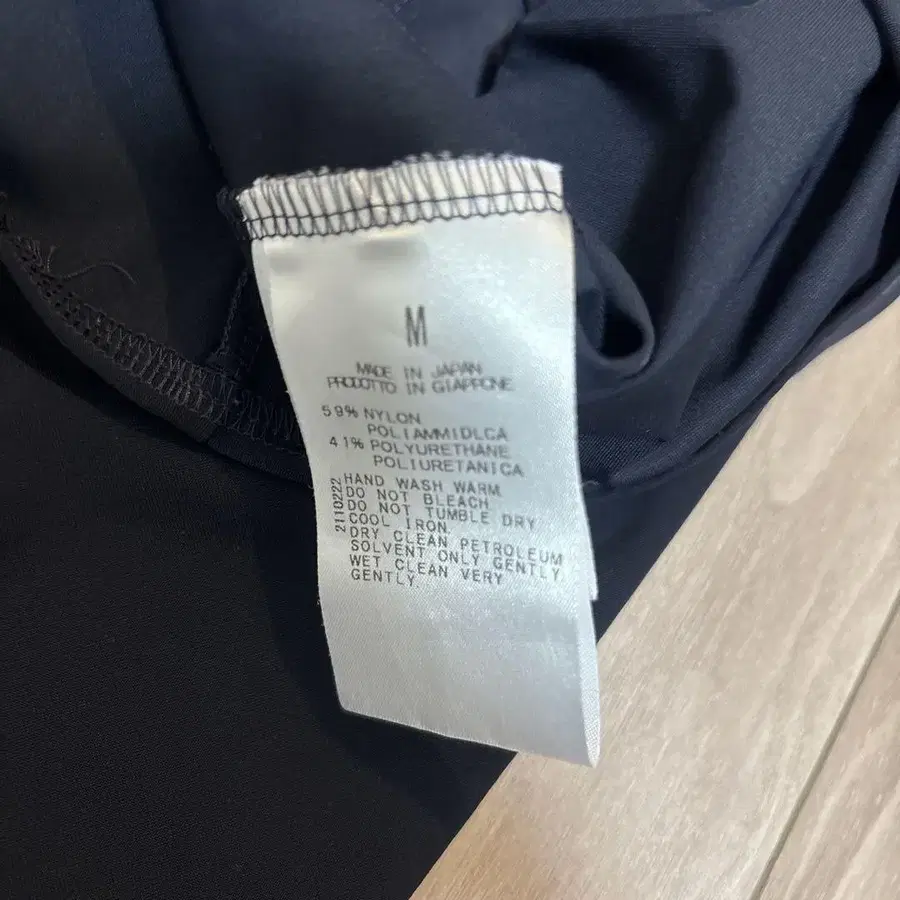 M
MADE IN JAPAN
PRODOTTO IN GIAPPONE
59% NYLON
POLIAMMIDLCA
41% POLYURETHANE
POLIURETANICA
2110222
HAND WASH WARM
DO NOT BLEACH
DO NOT TUMBLE DRY
COOL IRON.
DRY CLEAN PETROLEUM
SOLVENT ONLY GENTLY.
WET CLEAN VERY
GENTLY.